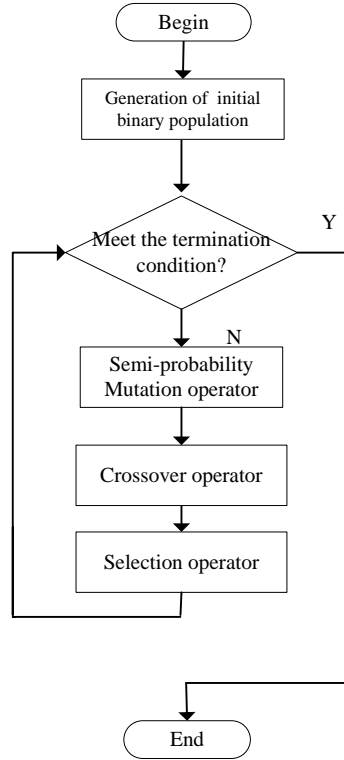 Begin
Generation of initial
binary population
Meet the termination
condition?
Y
N
Semi-probability
Mutation operator
Crossover operator
Selection operator
End